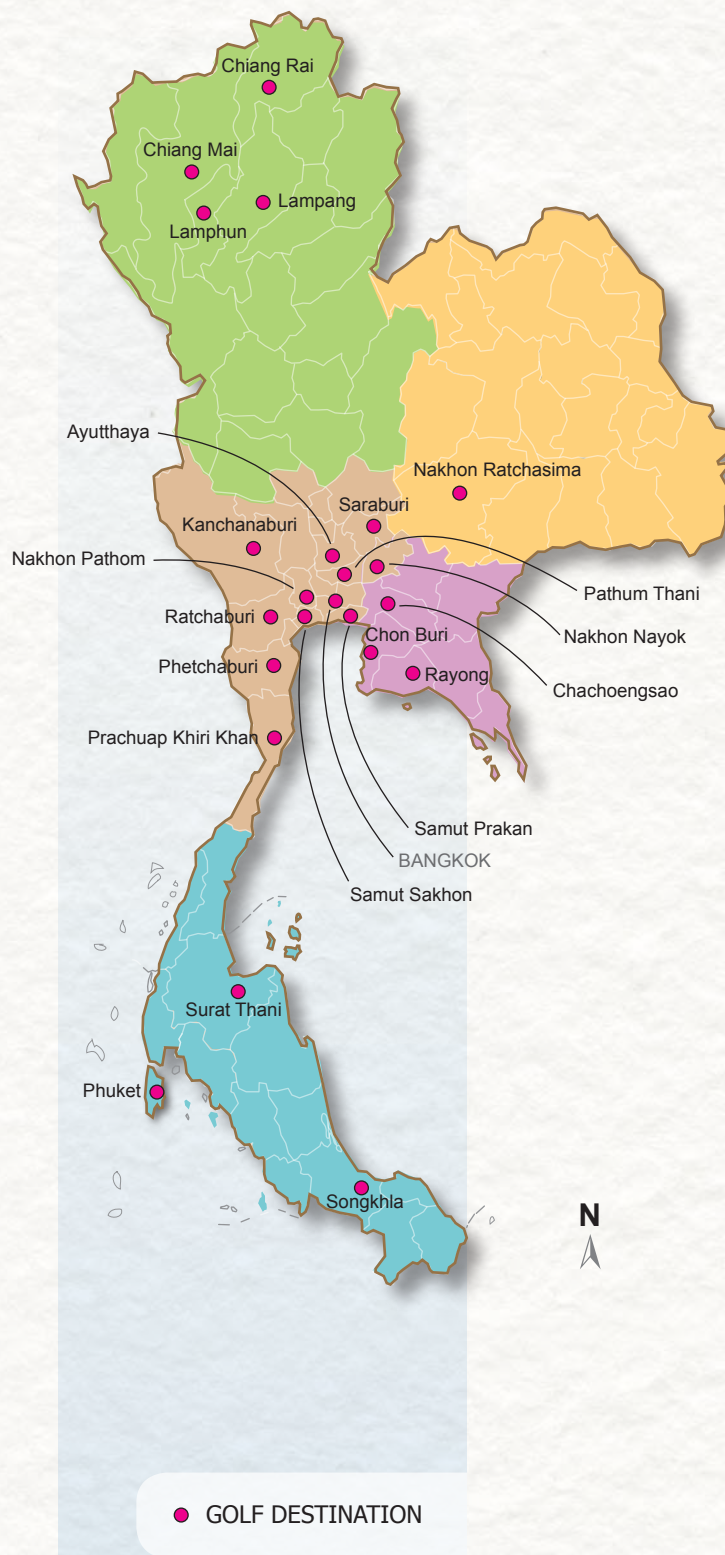 Chiang Rai
Chiang Mai
Lampang
Lamphun
Ayutthaya
Nakhon Ratchasima
Saraburi
Kanchanaburi
Nakhon Pathom
Pathum Thani
Ratchaburi
Nakhon Nayok
Chon Buri
Phetchaburi
Rayong
Chachoengsao
Prachuap Khiri Khan
Samut Prakan
BANGKOK
Samut Sakhon
Surat Thani
Phuket
Songkhla
N
GOLF DESTINATION